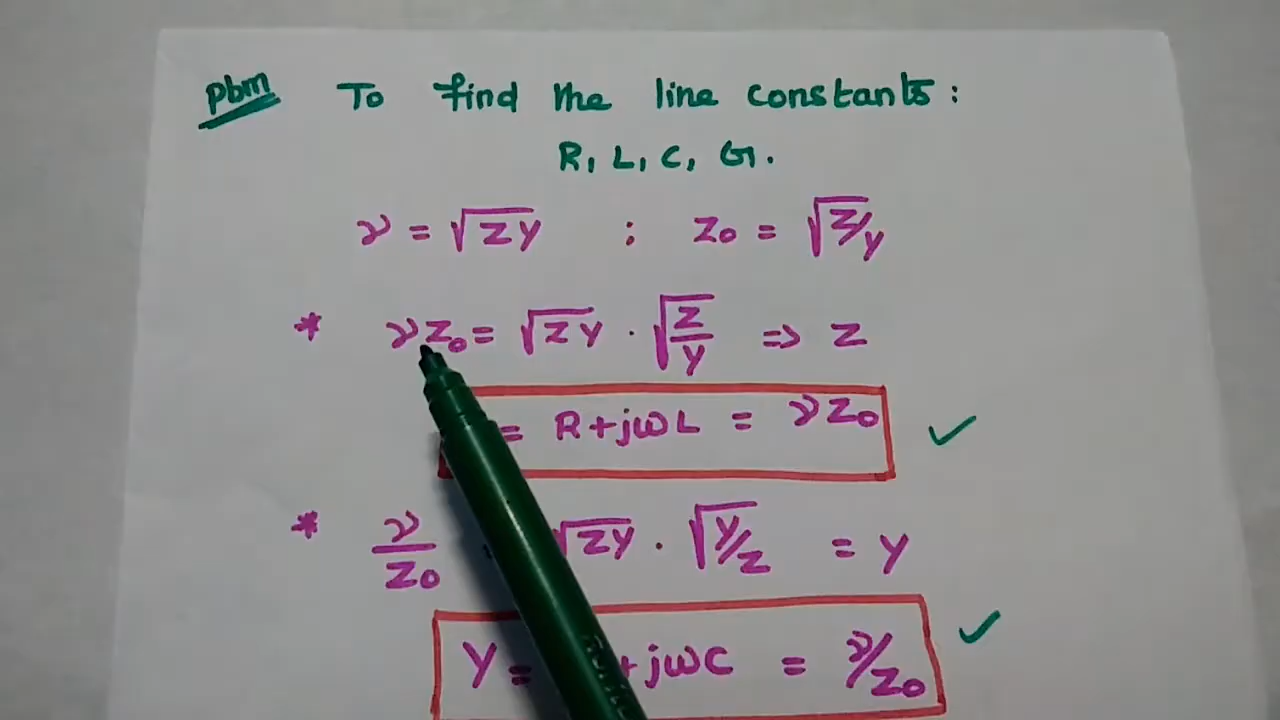 Pbm To find the line constants:
R, L, C, G.
γ = √ZY ; Z₀ = √Z/Y
* γZ₀ = √ZY · √Z/Y ⇒ Z
= R+jωL = γZ₀ ✓
* γ/Z₀ √ZY · √Y/Z = Y
Y = +jωC = γ/Z₀ ✓